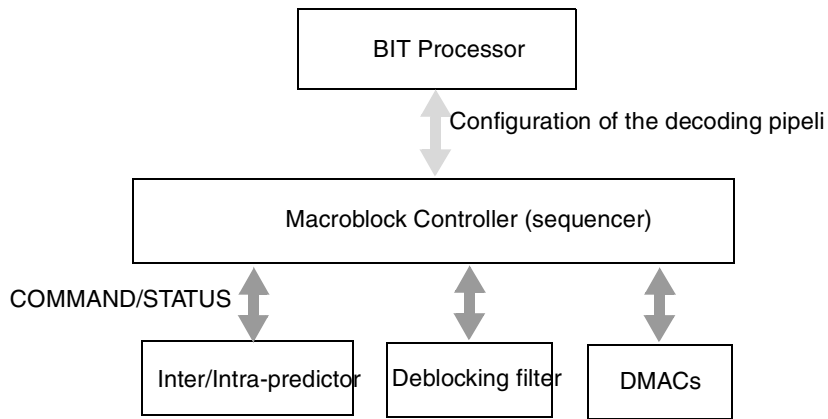 BIT Processor
Configuration of the decoding pipeli
Macroblock Controller (sequencer)
COMMAND/STATUS
Inter/Intra-predictor
Deblocking filter
DMACs